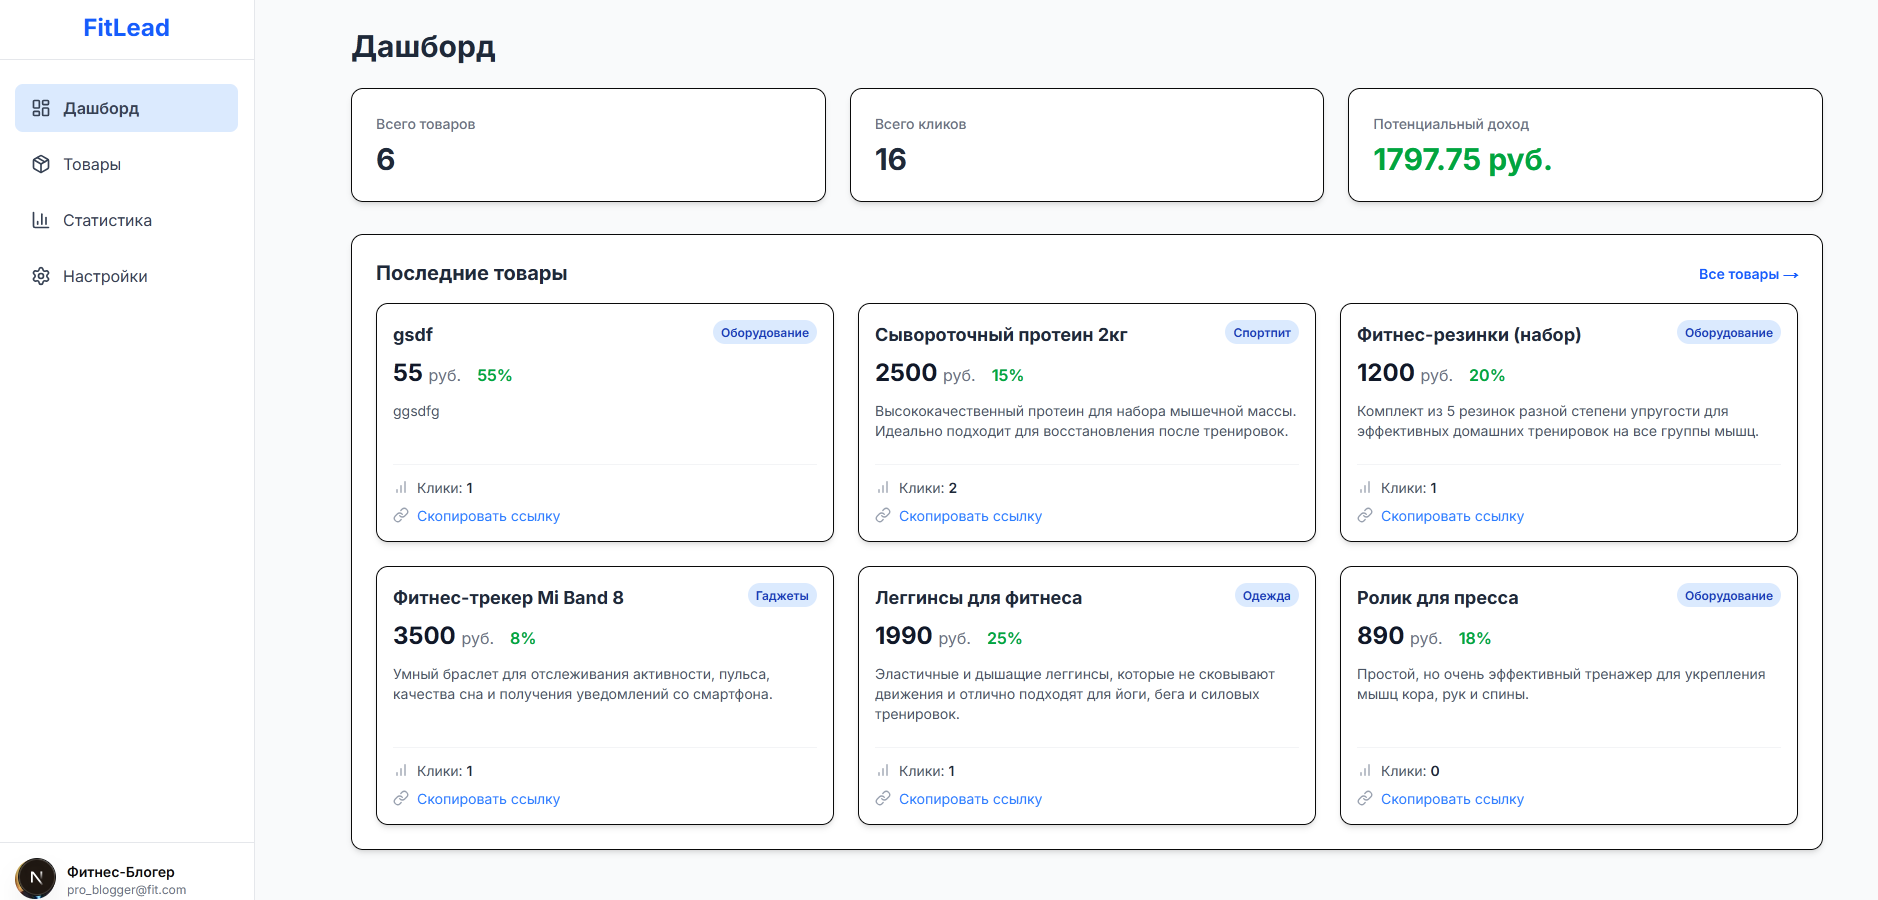 FitLead
Дашборд
Товары
Статистика
Настройки
Фитнес-Блогер
pro_blogger@fit.com
N
Дашборд
Всего товаров
6
Всего кликов
16
Потенциальный доход
1797.75 руб.
Последние товары
Все товары →
gsdf
Оборудование
55 руб. 55%
ggsdfg
Клики: 1
Скопировать ссылку
Сывороточный протеин 2кг
Спортпит
2500 руб. 15%
Высококачественный протеин для набора мышечной массы.
Идеально подходит для восстановления после тренировок.
Клики: 2
Скопировать ссылку
Фитнес-резинки (набор)
Оборудование
1200 руб. 20%
Комплект из 5 резинок разной степени упругости для
эффективных домашних тренировок на все группы мышц.
Клики: 1
Скопировать ссылку
Фитнес-трекер Mi Band 8
Гаджеты
3500 руб. 8%
Умный браслет для отслеживания активности, пульса,
качества сна и получения уведомлений со смартфона.
Клики: 1
Скопировать ссылку
Леггинсы для фитнеса
Одежда
1990 руб. 25%
Эластичные и дышащие леггинсы, которые не сковывают
движения и отлично подходят для йоги, бега и силовых
тренировок.
Клики: 1
Скопировать ссылку
Ролик для пресса
Оборудование
890 руб. 18%
Простой, но очень эффективный тренажер для укрепления
мышц кора, рук и спины.
Клики: 0
Скопировать ссылку